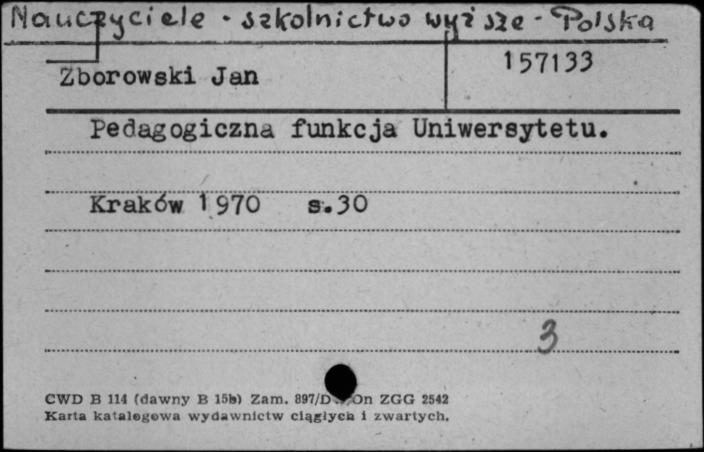 Nauczyciele - szkolnictwo wyższe - Polska
157133
Zborowski Jan
Pedagogiczna funkcja Uniwersytetu.
Kraków 1970 s.30
3
CWD B 114 (dawny B 15b) Zam. 897/D On ZGG 2542
Karta katalogowa wydawnictw ciągłych i zwartych.